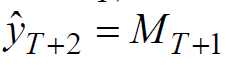 ŷ_{T+2} = M_{T+1}